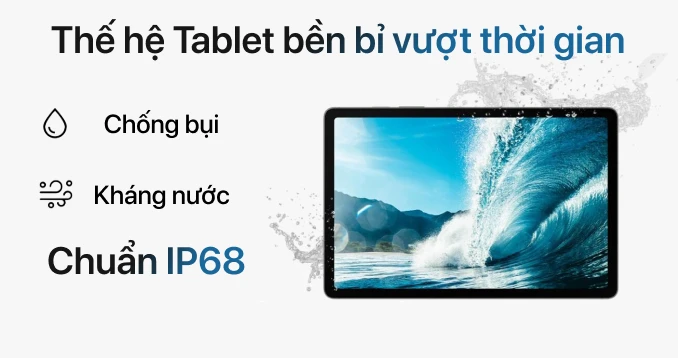 Thế hệ Tablet bền bỉ vượt thời gian
Chống bụi
Kháng nước
Chuẩn IP68